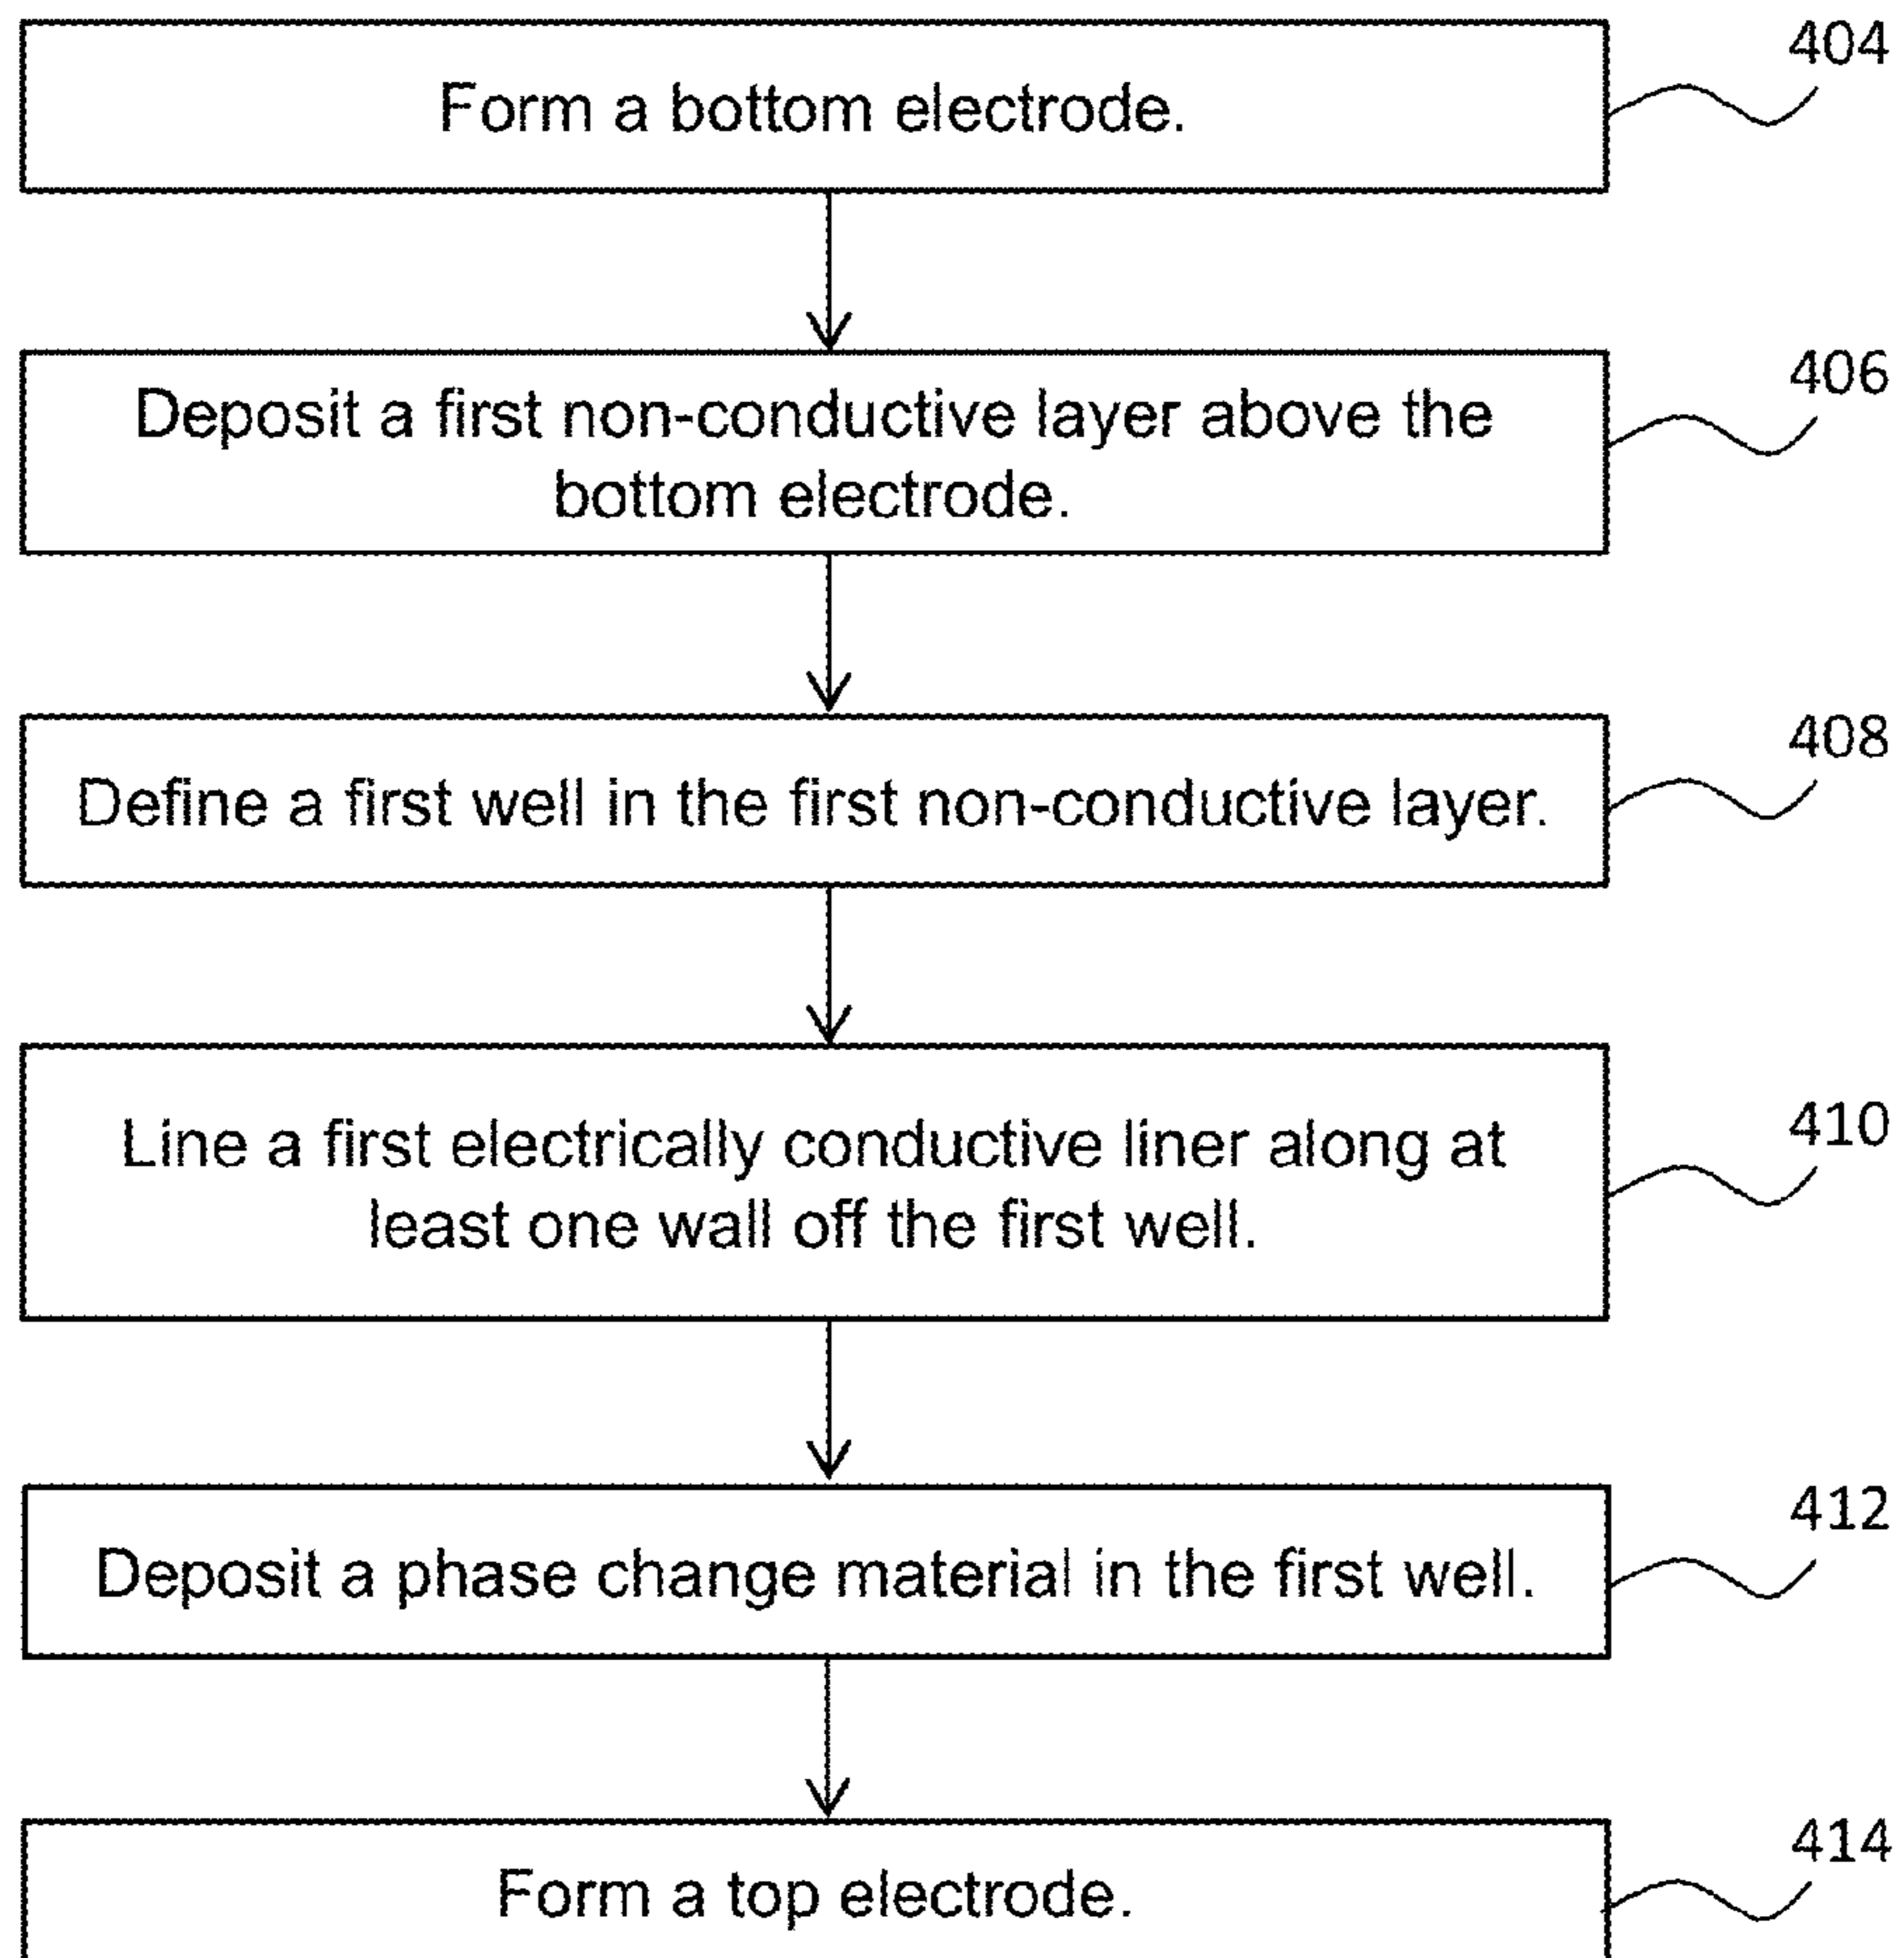 404
Form a bottom electrode.
406
Deposit a first non-conductive layer above the
bottom electrode.
408
Define a first well in the first non-conductive layer.
410
Line a first electrically conductive liner along at
least one wall off the first well.
412
Deposit a phase change material in the first well.
414
Form a top electrode.